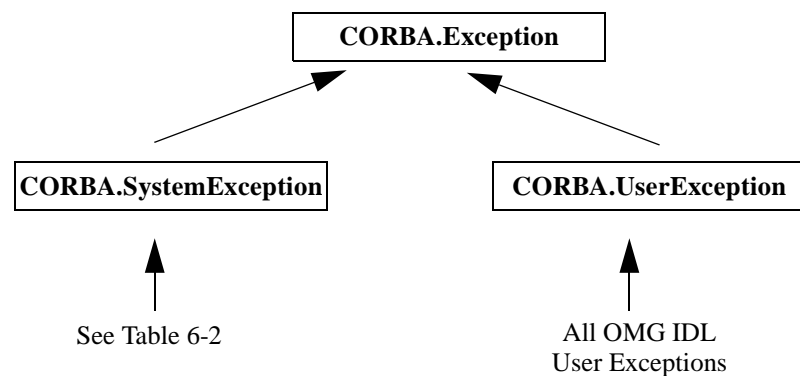 CORBA.Exception
CORBA.SystemException
CORBA.UserException
See Table 6-2
All OMG IDL
User Exceptions